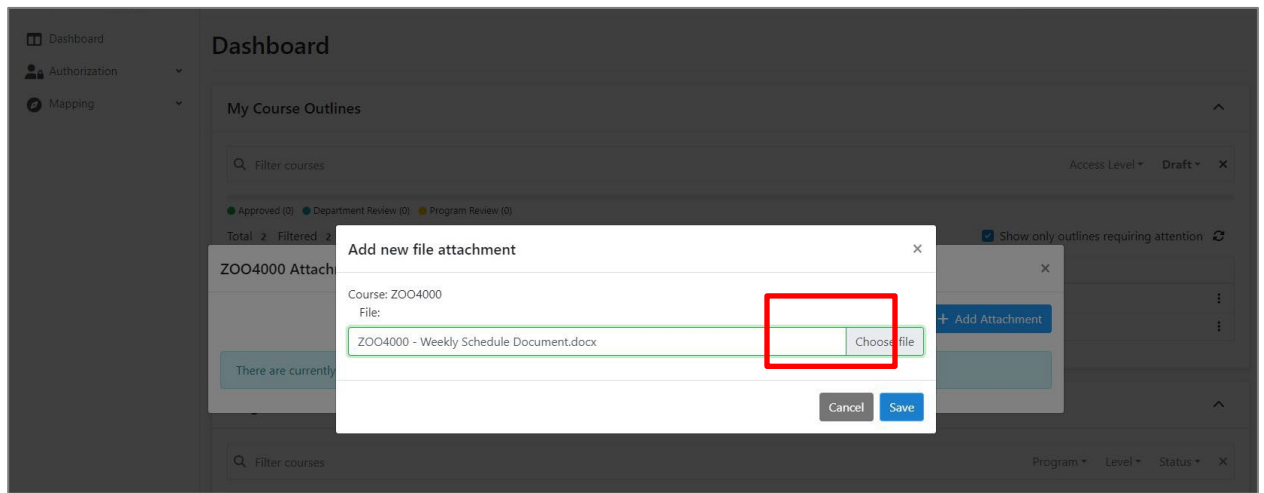 Dashboard
Dashboard
Authorization
Mapping
My Course Outlines
Filter courses
Access Level
Draft
Approved (0) Department Review (0) Program Review (0)
Total 2 Filtered 2
Show only outlines requiring attention
ZOO4000
Add new file attachment
Course: ZOO4000
File:
ZOO4000 - Weekly Schedule Document.docx
Choose file
+ Add Attachment
There are currently
Cancel
Save
Filter courses
Program
Level
Status